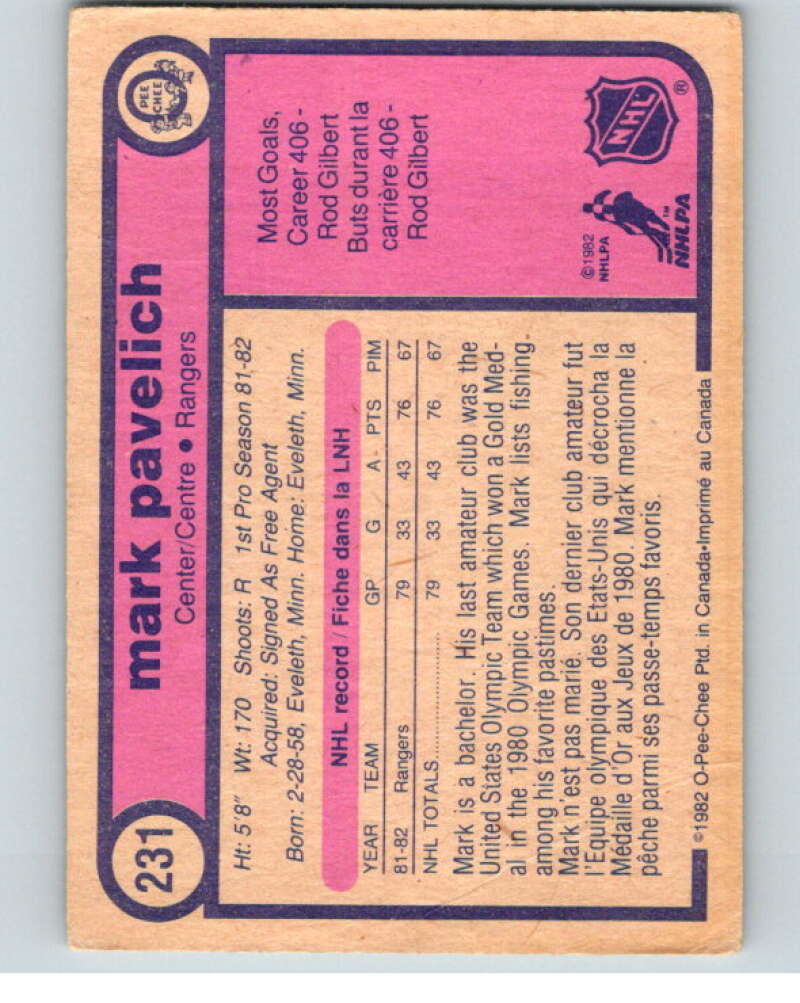 231
mark pavelich
Center/Centre • Rangers
O
PEE
CHEE
Ht: 5'8" Wt: 170 Shoots: R 1st Pro Season 81-82
Acquired: Signed As Free Agent
Born: 2-28-58, Eveleth, Minn. Home: Eveleth, Minn.
NHL record / Fiche dans la LNH
YEAR TEAM GP G A - PTS PIM
81-82 Rangers 79 33 43 76 67
NHL TOTALS.................... 79 33 43 76 67
Mark is a bachelor. His last amateur club was the
United States Olympic Team which won a Gold Med-
al in the 1980 Olympic Games. Mark lists fishing
among his favorite pastimes.
Mark n'est pas marié. Son dernier club amateur fut
l'Equipe olympique des Etats-Unis qui décrocha la
Médaille d'Or aux Jeux de 1980. Mark mentionne la
pêche parmi ses passe-temps favoris.
Most Goals,
Career 406 -
Rod Gilbert
Buts durant la
carrière 406 -
Rod Gilbert
©1982
NHLPA
NHLPA
™
NHL
®
©1982 O-Pee-Chee Ptd. in Canada•Imprimé au Canada